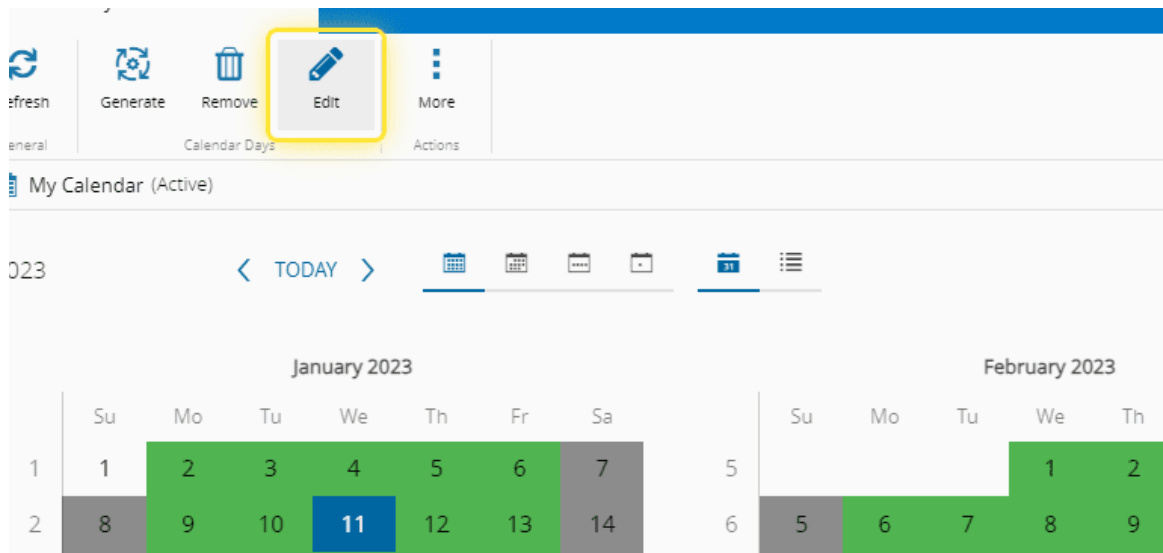 efresh Generate Remove Edit More
eneral Calendar Days Actions
My Calendar (Active)
023 TODAY 31
January 2023 February 2023
Su Mo Tu We Th Fr Sa Su Mo Tu We Th
1 1 2 3 4 5 6 7 5 1 2
2 8 9 10 11 12 13 14 6 5 6 7 8 9